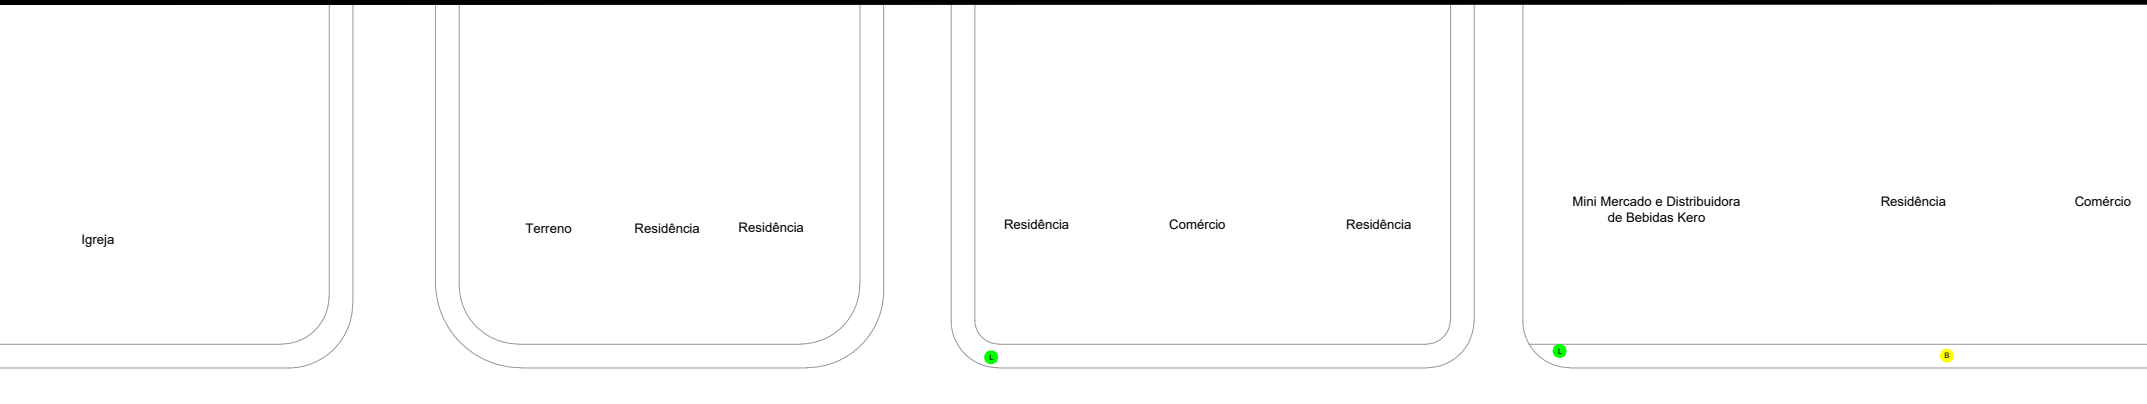 Igreja
Terreno
Residência
Residência
Residência
Comércio
Residência
Mini Mercado e Distribuidora
de Bebidas Kero
Residência
Comércio
L
L
B